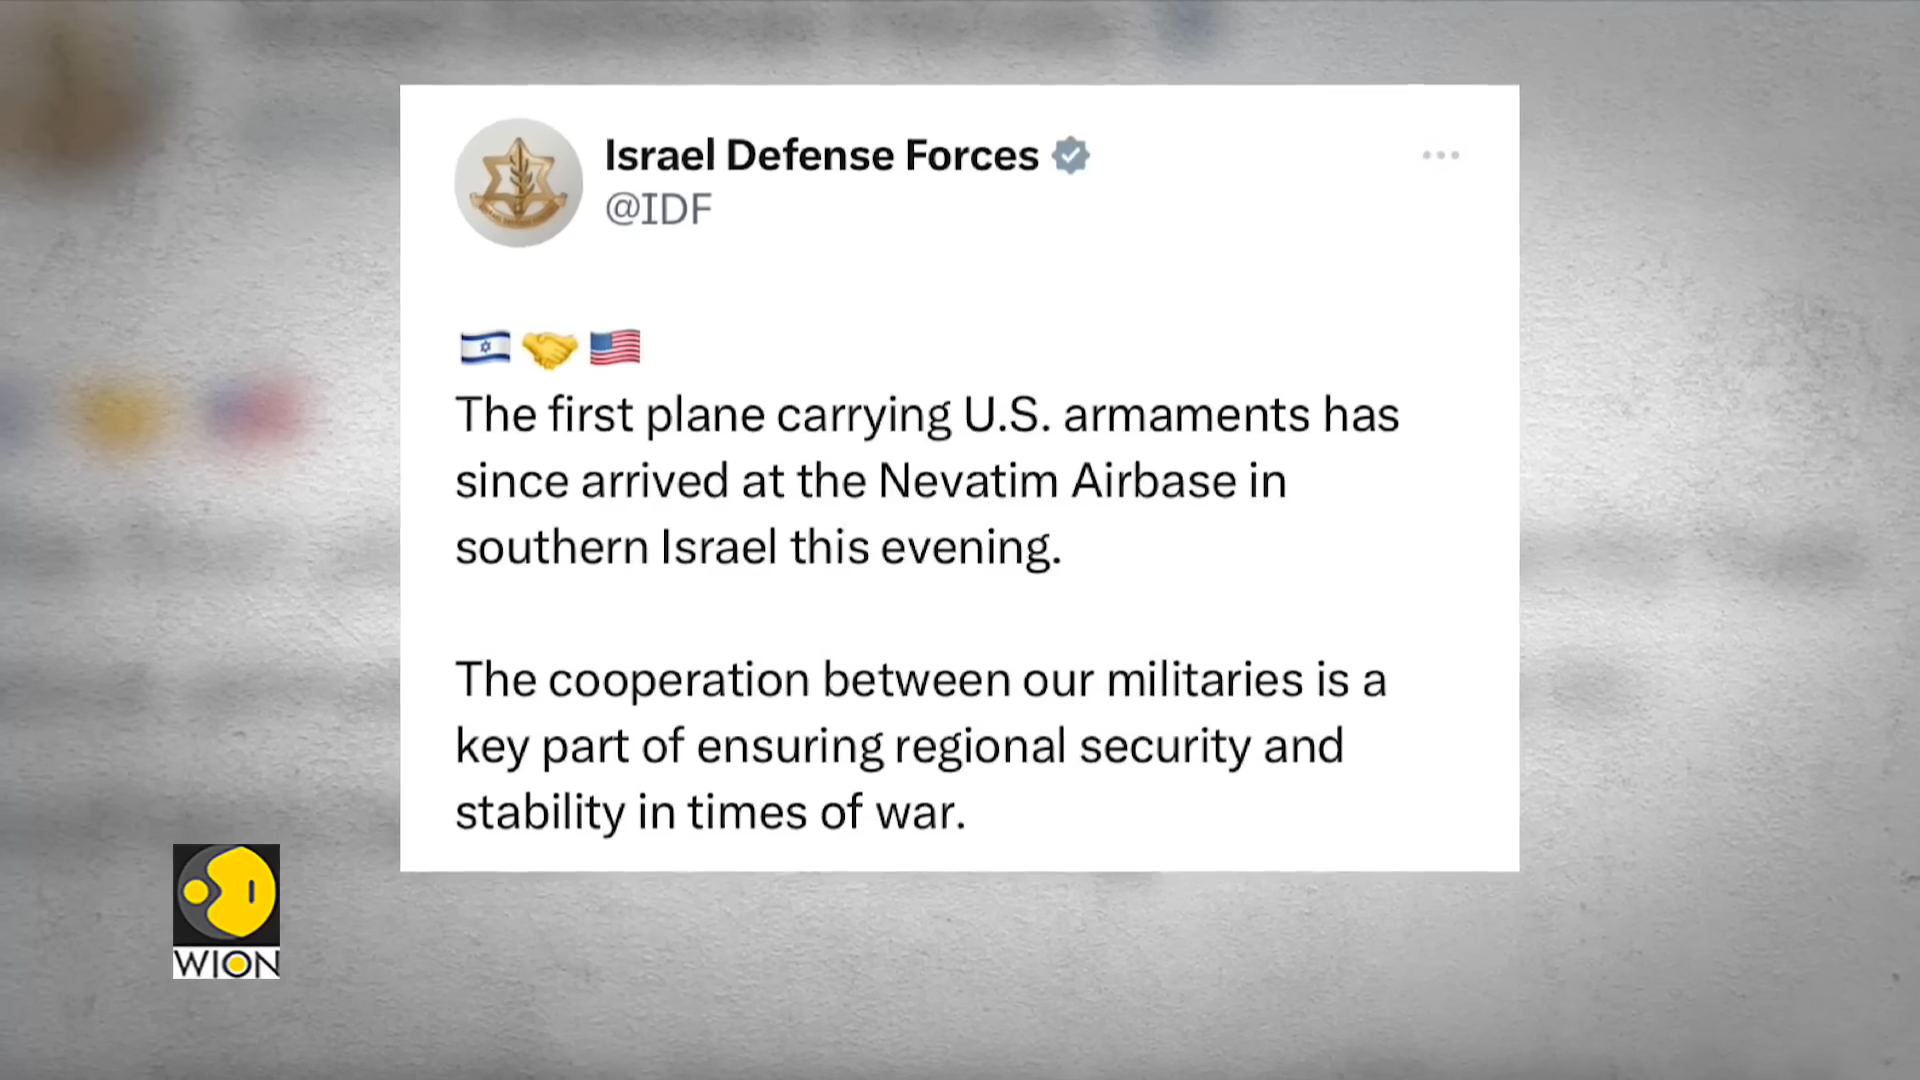 Israel Defense Forces
@IDF
🇮🇱 🤝 🇺🇸
The first plane carrying U.S. armaments has
since arrived at the Nevatim Airbase in
southern Israel this evening.
The cooperation between our militaries is a
key part of ensuring regional security and
stability in times of war.
WION